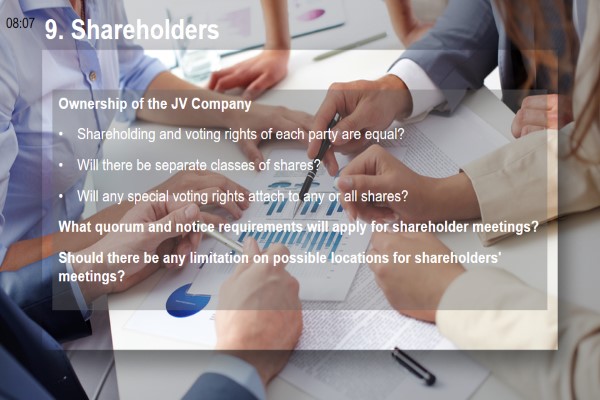 08:07
9. Shareholders
Ownership of the JV Company
• Shareholding and voting rights of each party are equal?
• Will there be separate classes of shares?
• Will any special voting rights attach to any or all shares?
What quorum and notice requirements will apply for shareholder meetings?
Should there be any limitation on possible locations for shareholders'
meetings?